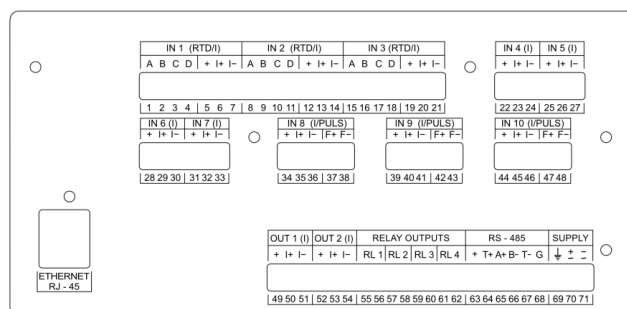 IN 1 (RTD/I) IN 2 (RTD/I) IN 3 (RTD/I) IN 4 (I) IN 5 (I)
A B C D + I+ I− A B C D + I+ I− A B C D + I+ I− + I+ I− + I+ I−
1 2 3 4 5 6 7 8 9 10 11 12 13 14 15 16 17 18 19 20 21 22 23 24 25 26 27
IN 6 (I) IN 7 (I) IN 8 (I/PULS) IN 9 (I/PULS) IN 10 (I/PULS)
+ I+ I− + I+ I− + I+ I− F+ F− + I+ I− F+ F− + I+ I− F+ F−
28 29 30 31 32 33 34 35 36 37 38 39 40 41 42 43 44 45 46 47 48
OUT 1 (I) OUT 2 (I) RELAY OUTPUTS RS - 485 SUPPLY
+ I+ I− + I+ I− RL 1 RL 2 RL 3 RL 4 + T+ A+ B− T− G
49 50 51 52 53 54 55 56 57 58 59 60 61 62 63 64 65 66 67 68 69 70 71
ETHERNET
RJ - 45